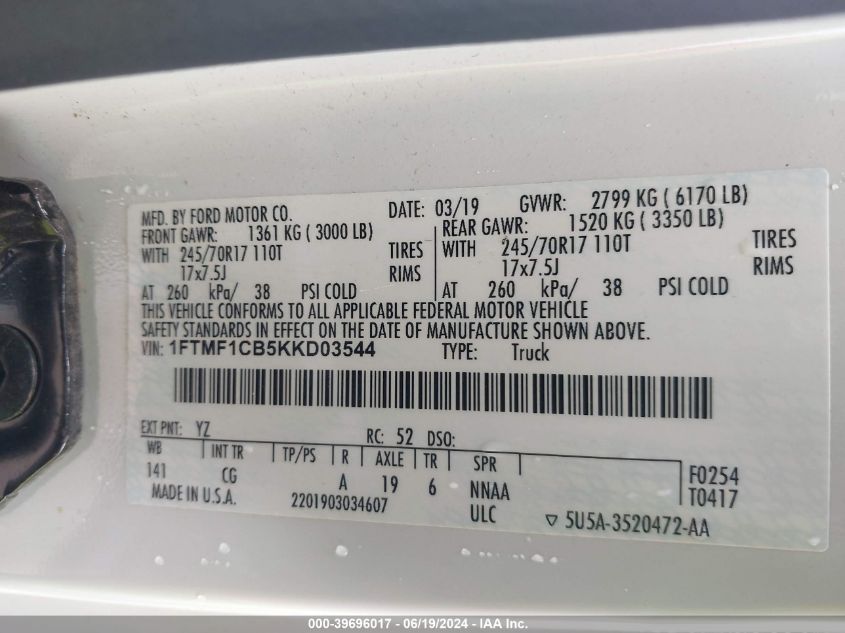 MFD. BY FORD MOTOR CO. DATE: 03/19 GVWR: 2799 KG ( 6170 LB)
FRONT GAWR: 1361 KG ( 3000 LB) REAR GAWR: 1520 KG ( 3350 LB)
WITH 245/70R17 110T TIRES WITH 245/70R17 110T TIRES
17x7.5J RIMS 17x7.5J RIMS
AT 260 kPa/ 38 PSI COLD AT 260 kPa/ 38 PSI COLD
THIS VEHICLE CONFORMS TO ALL APPLICABLE FEDERAL MOTOR VEHICLE
SAFETY STANDARDS IN EFFECT ON THE DATE OF MANUFACTURE SHOWN ABOVE.
VIN: 1FTMF1CB5KKD03544 TYPE: Truck
EXT PNT: YZ RC: 52 DSO:
WB INT TR TP/PS R AXLE TR SPR F0254
141 CG A 19 6 NNAA T0417
MADE IN U.S.A. 2201903034607 ULC ▽ 5U5A-3520472-AA
000-39696017 - 06/19/2024 - IAA Inc.